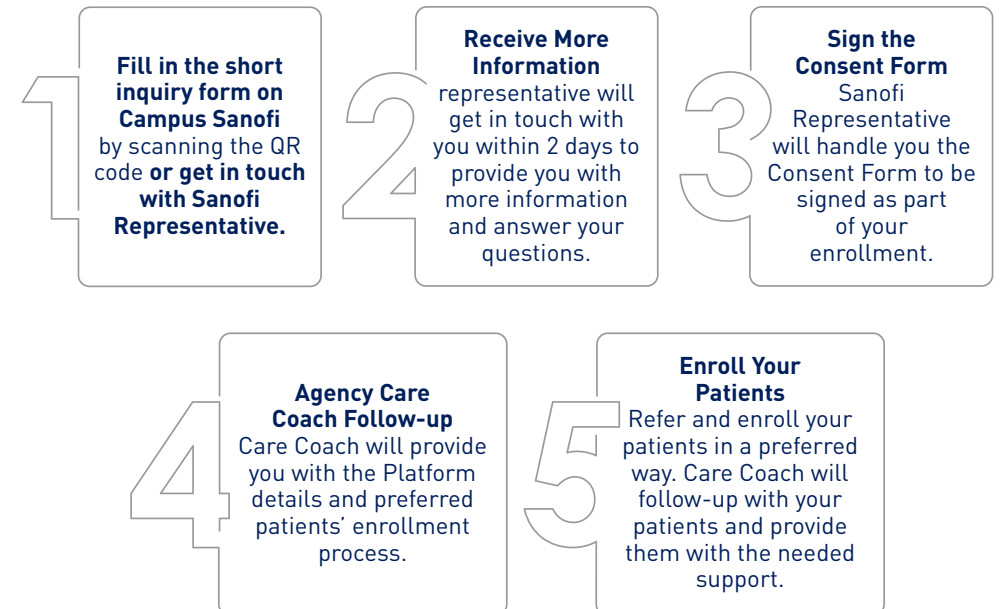 1
Fill in the short
inquiry form on
Campus Sanofi
by scanning the QR
code or get in touch
with Sanofi
Representative.
2
Receive More
Information
representative will
get in touch with
you within 2 days to
provide you with
more information
and answer your
questions.
3
Sign the
Consent Form
Sanofi
Representative
will handle you the
Consent Form to be
signed as part
of your
enrollment.
4
Agency Care
Coach Follow-up
Care Coach will provide
you with the Platform
details and preferred
patients’ enrollment
process.
5
Enroll Your
Patients
Refer and enroll your
patients in a preferred
way. Care Coach will
follow-up with your
patients and provide
them with the needed
support.